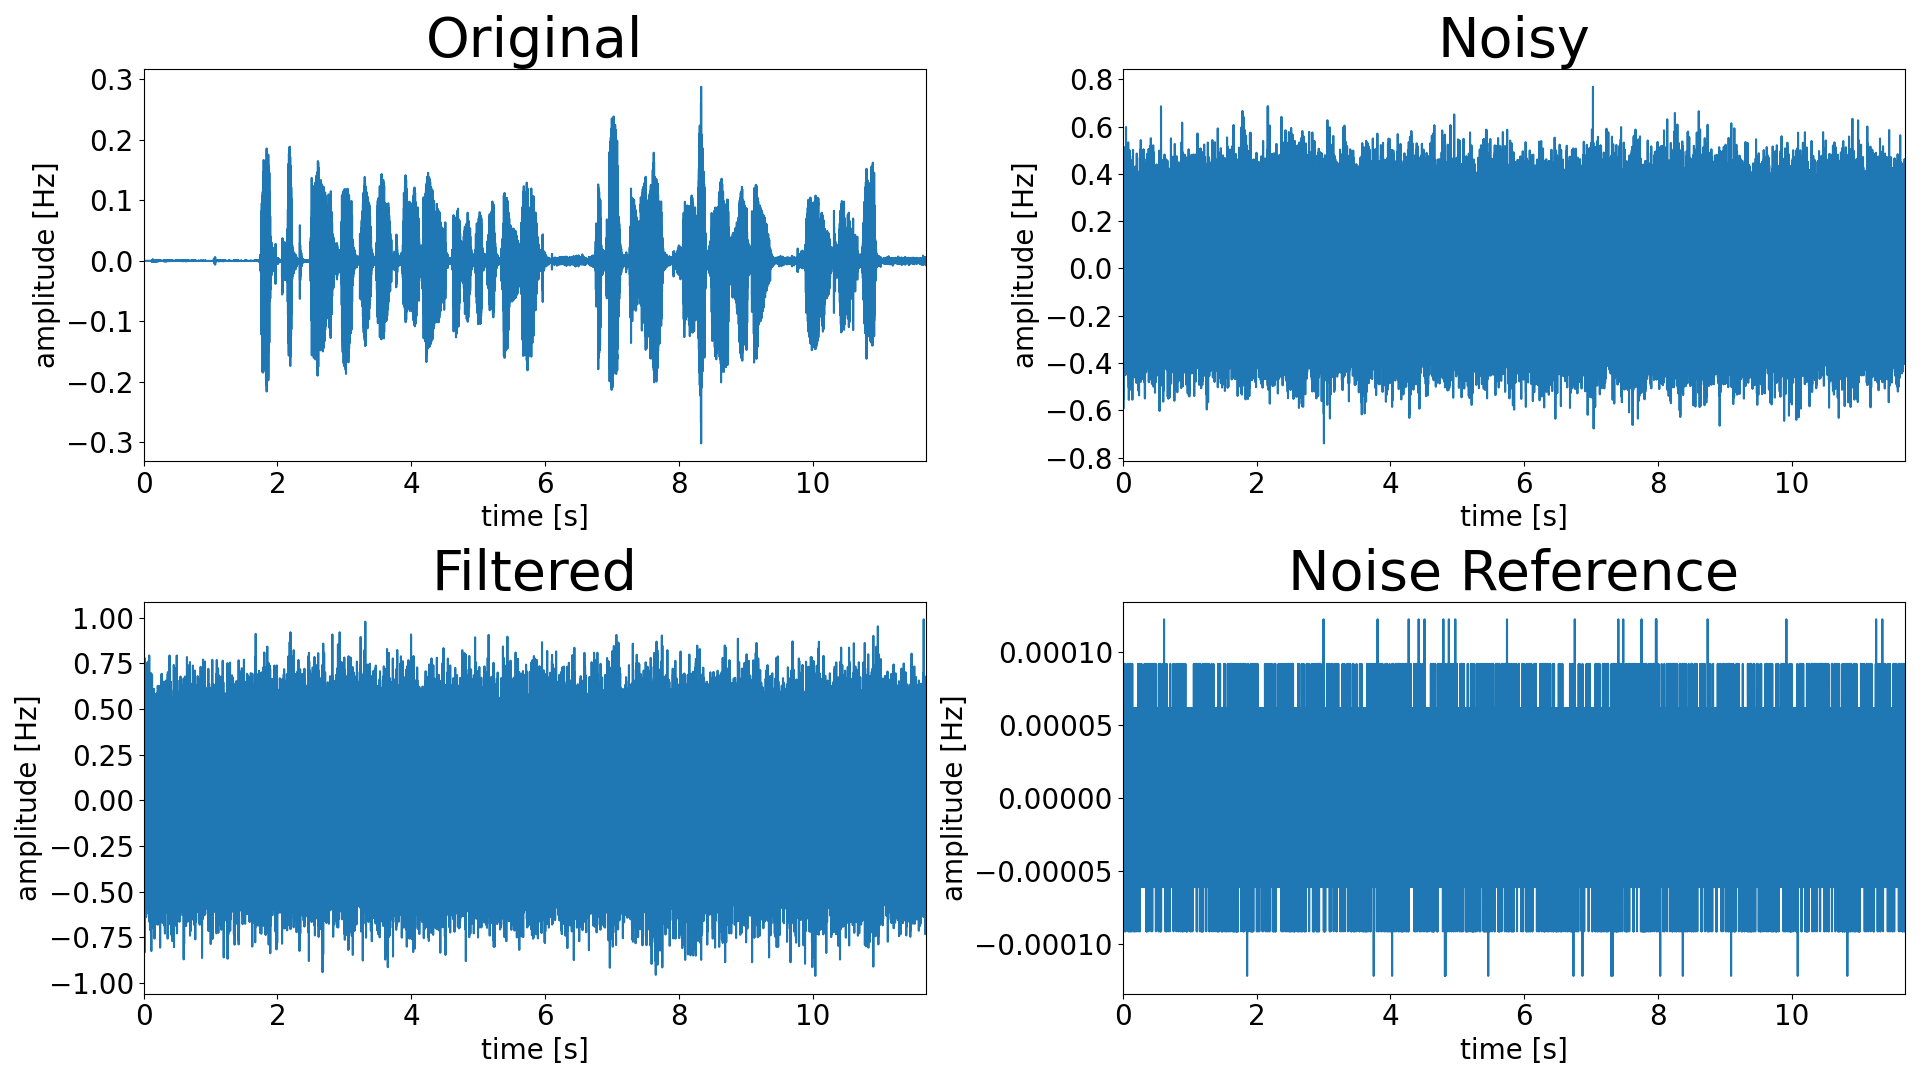 Original
0.3
0.2
0.1
0.0
−0.1
−0.2
−0.3
amplitude [Hz]
0 2 4 6 8 10
time [s]
Noisy
0.8
0.6
0.4
0.2
0.0
−0.2
−0.4
−0.6
−0.8
amplitude [Hz]
0 2 4 6 8 10
time [s]
Filtered
1.00
0.75
0.50
0.25
0.00
−0.25
−0.50
−0.75
−1.00
amplitude [Hz]
0 2 4 6 8 10
time [s]
Noise Reference
0.00010
0.00005
0.00000
−0.00005
−0.00010
amplitude [Hz]
0 2 4 6 8 10
time [s]